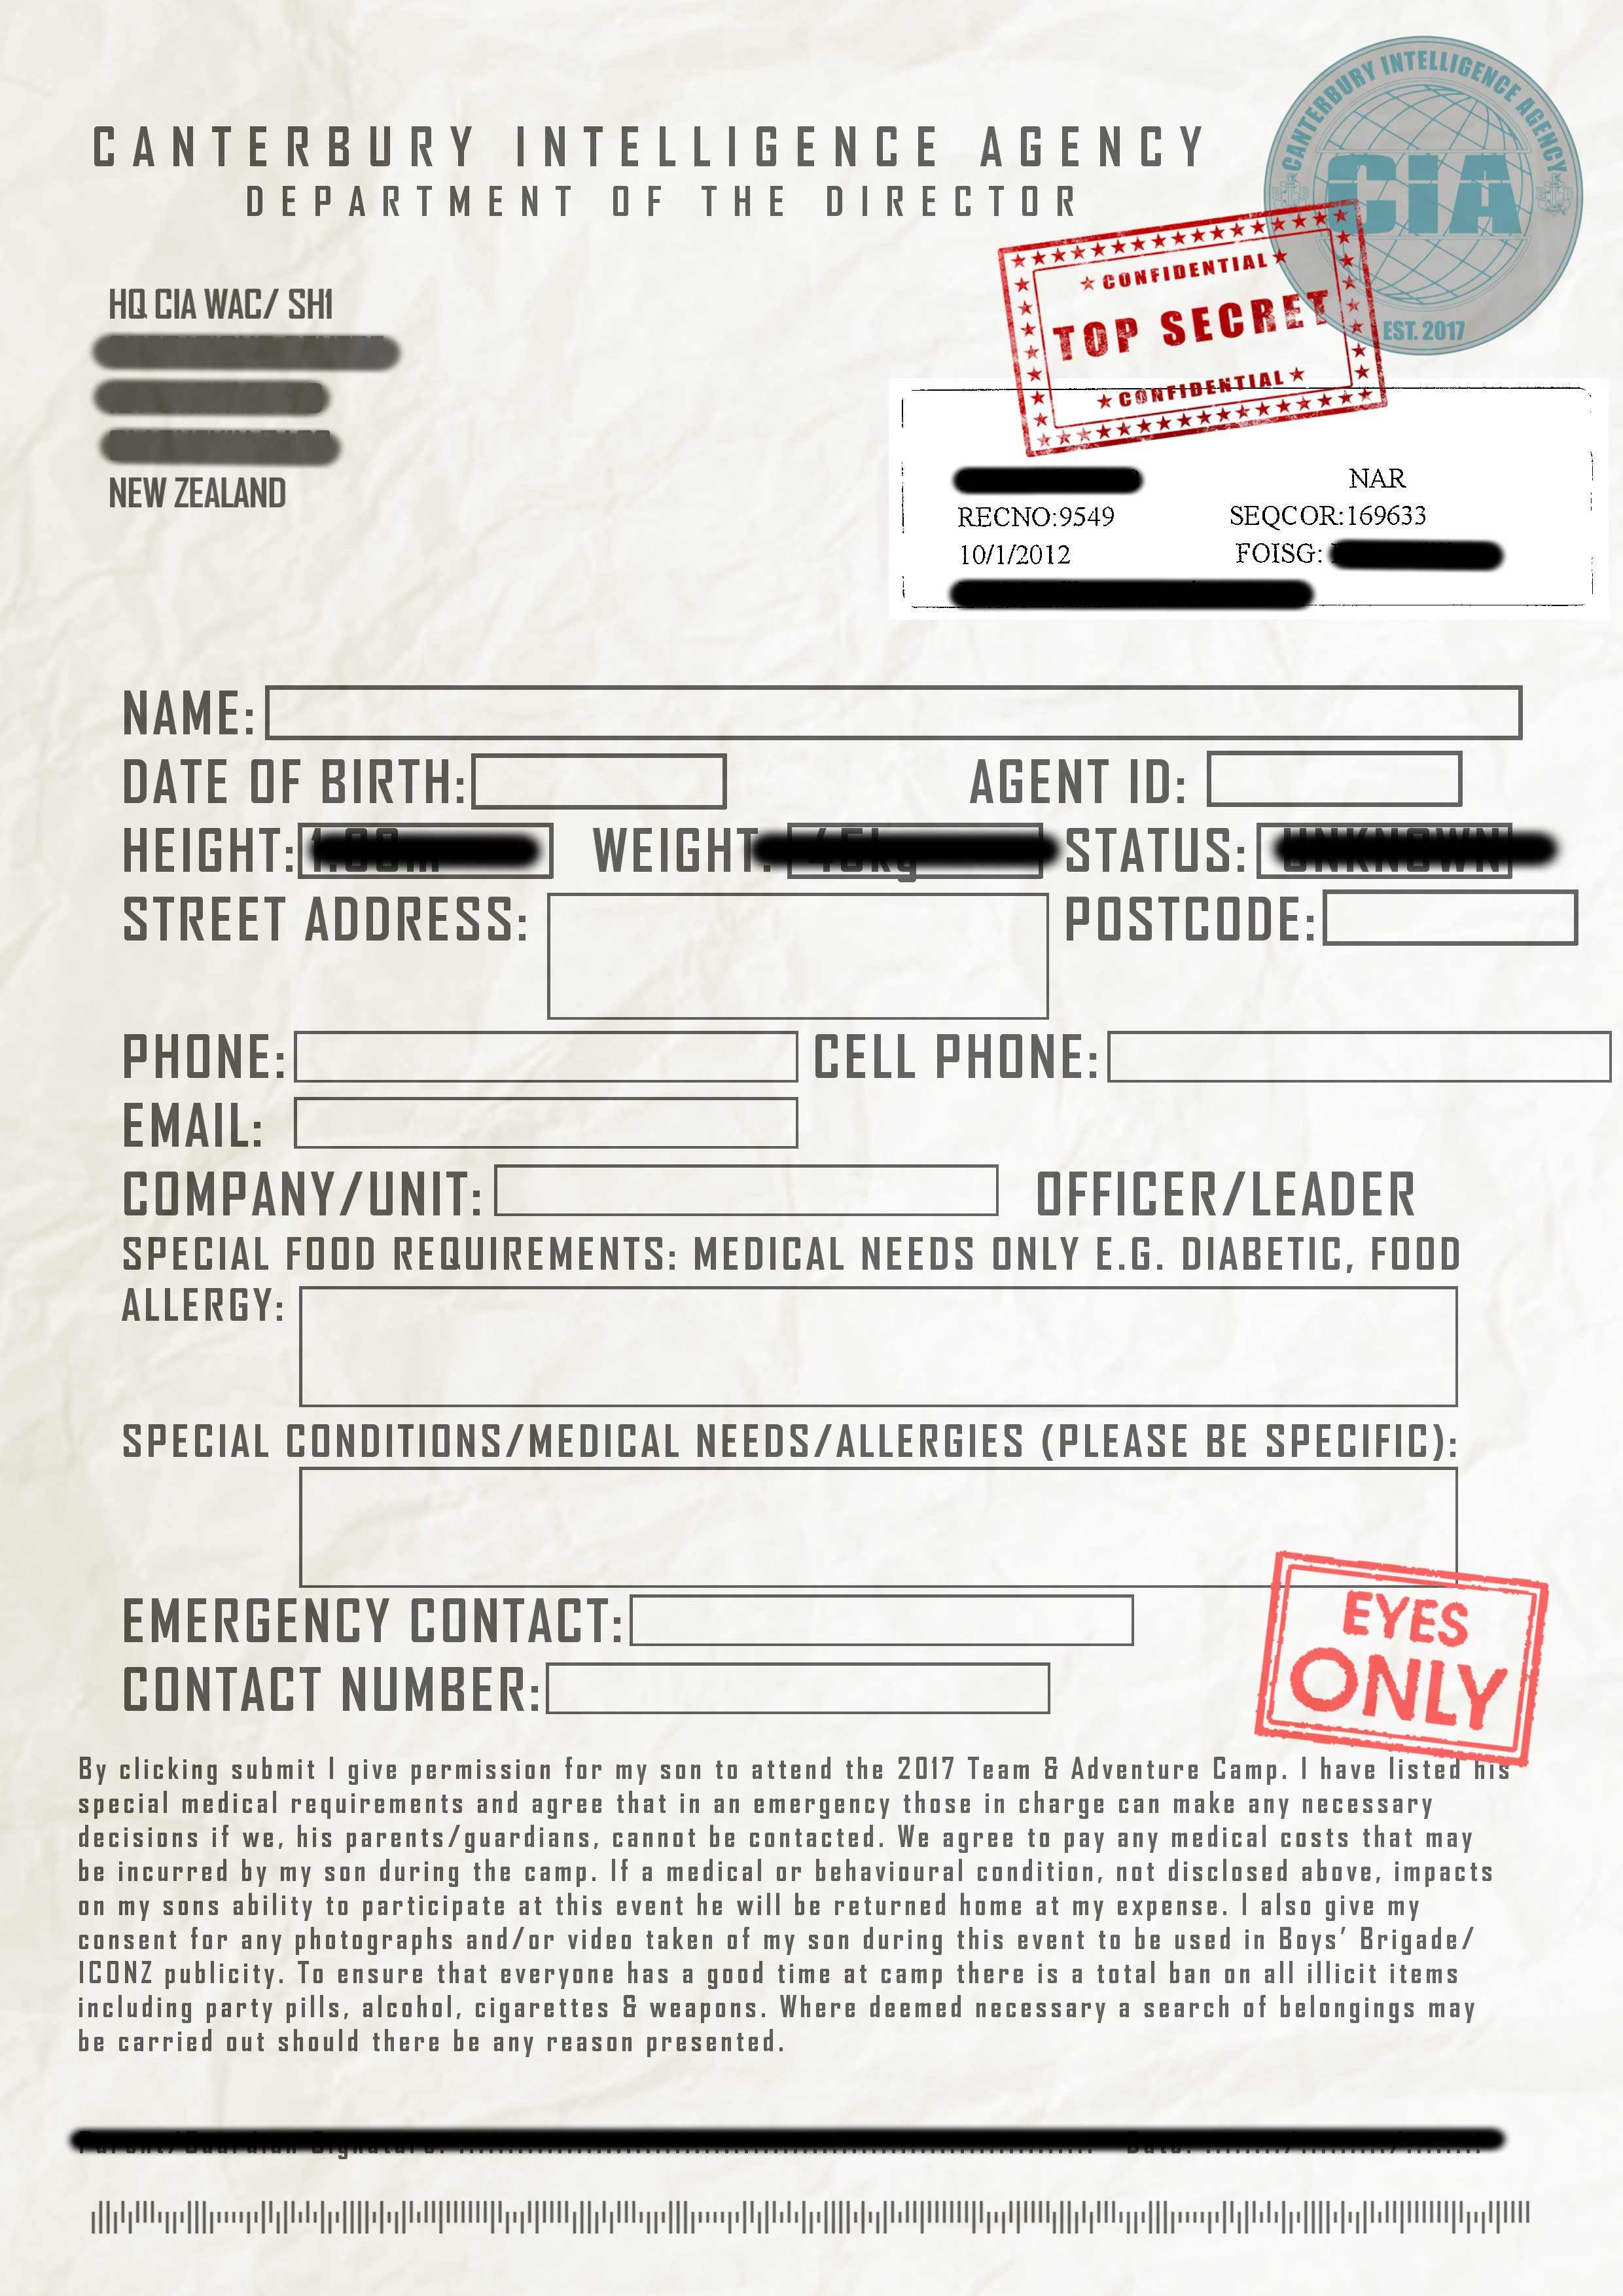 CANTERBURY INTELLIGENCE AGENCY
DEPARTMENT OF THE DIRECTOR
CANTERBURY INTELLIGENCE AGENCY
CIA
EST. 2017
CONFIDENTIAL
TOP SECRET
CONFIDENTIAL
HQ CIA WAC/ SH1
NEW ZEALAND
NAR
RECNO:9549 SEQCOR:169633
10/1/2012 FOISG:
NAME:
DATE OF BIRTH: AGENT ID:
HEIGHT: WEIGHT: STATUS:
STREET ADDRESS: POSTCODE:
PHONE: CELL PHONE:
EMAIL:
COMPANY/UNIT: OFFICER/LEADER
SPECIAL FOOD REQUIREMENTS: MEDICAL NEEDS ONLY E.G. DIABETIC, FOOD
ALLERGY:
SPECIAL CONDITIONS/MEDICAL NEEDS/ALLERGIES (PLEASE BE SPECIFIC):
EMERGENCY CONTACT:
CONTACT NUMBER:
EYES
ONLY
By clicking submit I give permission for my son to attend the 2017 Team & Adventure Camp. I have listed his
special medical requirements and agree that in an emergency those in charge can make any necessary
decisions if we, his parents/guardians, cannot be contacted. We agree to pay any medical costs that may
be incurred by my son during the camp. If a medical or behavioural condition, not disclosed above, impacts
on my sons ability to participate at this event he will be returned home at my expense. I also give my
consent for any photographs and/or video taken of my son during this event to be used in Boys’ Brigade/
ICONZ publicity. To ensure that everyone has a good time at camp there is a total ban on all illicit items
including party pills, alcohol, cigarettes & weapons. Where deemed necessary a search of belongings may
be carried out should there be any reason presented.